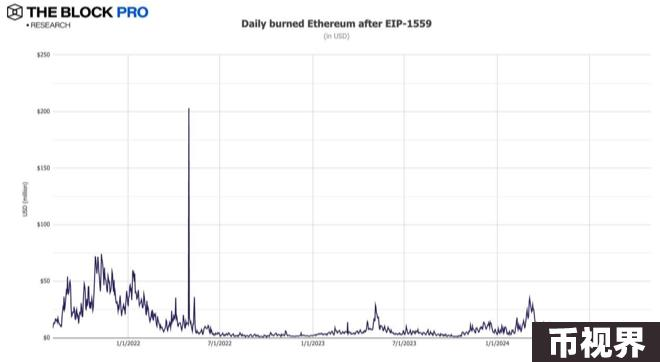 THE BLOCK PRO
• RESEARCH
Daily burned Ethereum after EIP-1559
(in USD)
USD (million)
$250
$200
$150
$100
$50
$0
1/1/2022
7/1/2022
1/1/2023
7/1/2023
1/1/2024
币视界